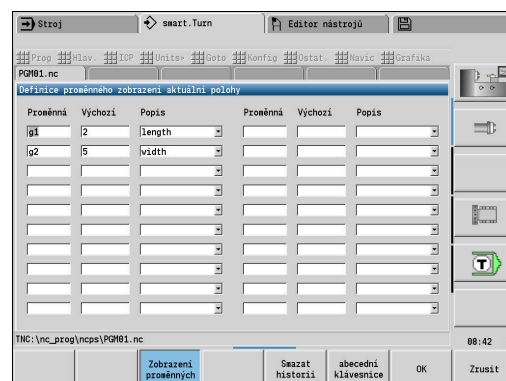 Stroj smart.Turn Editor nástrojů
Prog Hlav. ICP Units» Goto Konfig Ostat. Navíc Grafika
PGM01.nc
Definice proměnného zobrazení aktuální polohy
Proměnná Výchozí Popis Proměnná Výchozí Popis
g1 2 length
g2 5 width
T
TNC:\nc_prog\ncps\PGM01.nc
08:42
Zobrazení proměnných Smazat historii abecední klávesnice OK Zrusit